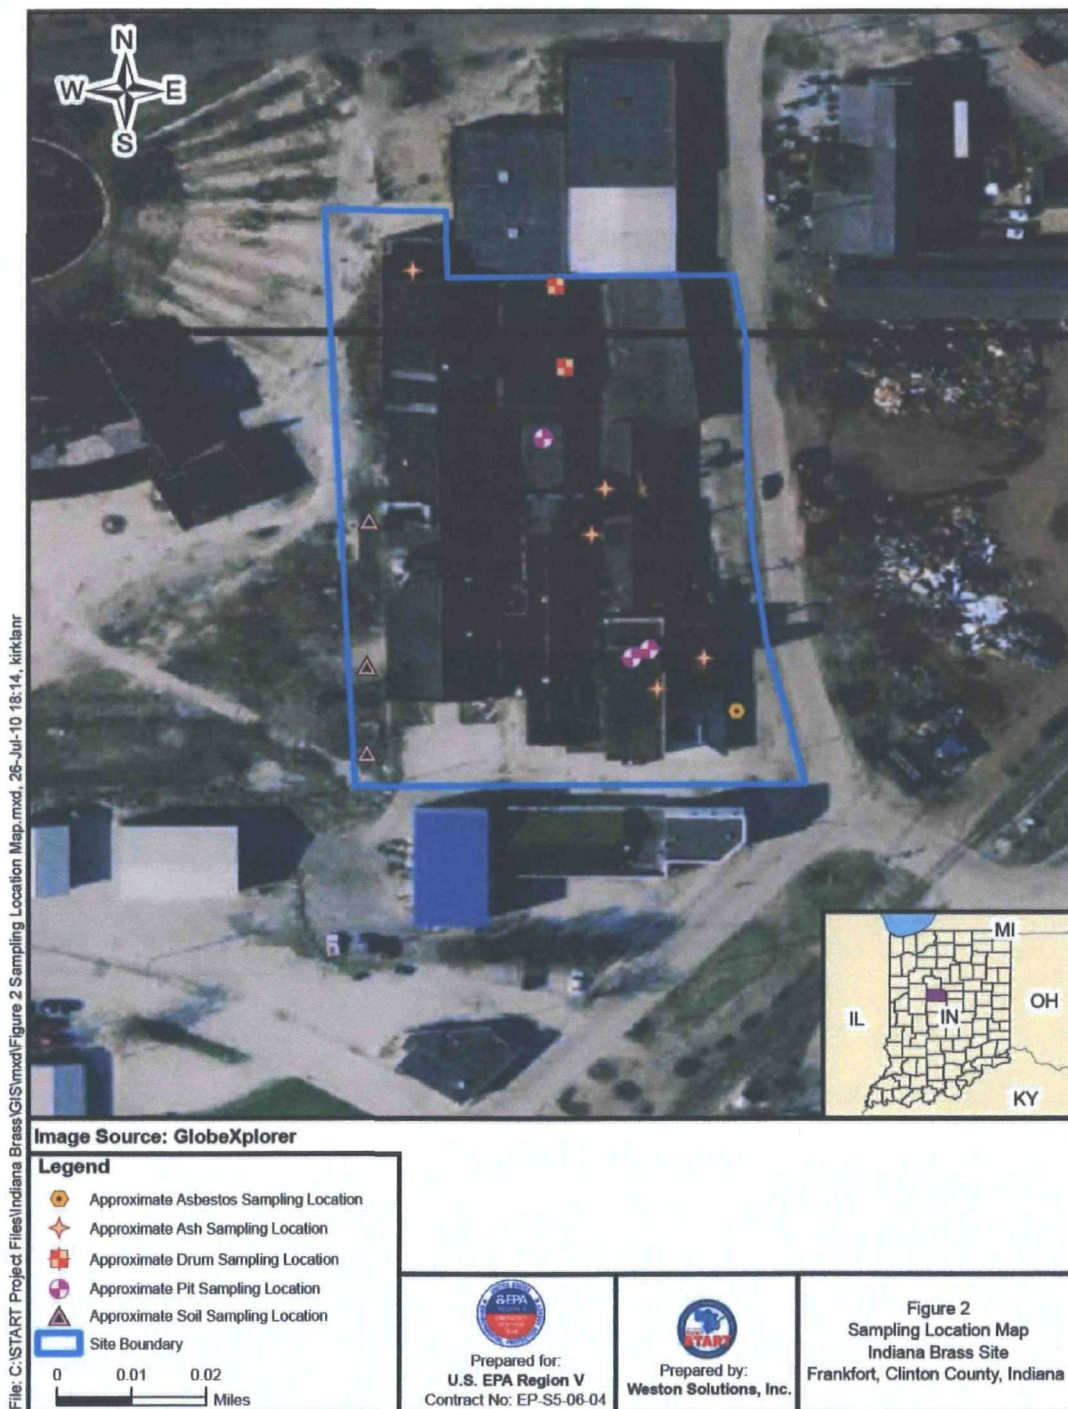 N
W E
S
MI
IL
IN
OH
KY
File: C:\START Project Files\Indiana Brass\GIS\mxd\Figure 2 Sampling Location Map.mxd, 26-Jul-10 18:14, kirklanr
Image Source: GlobeXplorer
Legend
Approximate Asbestos Sampling Location
Approximate Ash Sampling Location
Approximate Drum Sampling Location
Approximate Pit Sampling Location
Approximate Soil Sampling Location
Site Boundary
0 0.01 0.02
Miles
EPA
Prepared for:
U.S. EPA Region V
Contract No: EP-S5-06-04
START
Prepared by:
Weston Solutions, Inc.
Figure 2
Sampling Location Map
Indiana Brass Site
Frankfort, Clinton County, Indiana